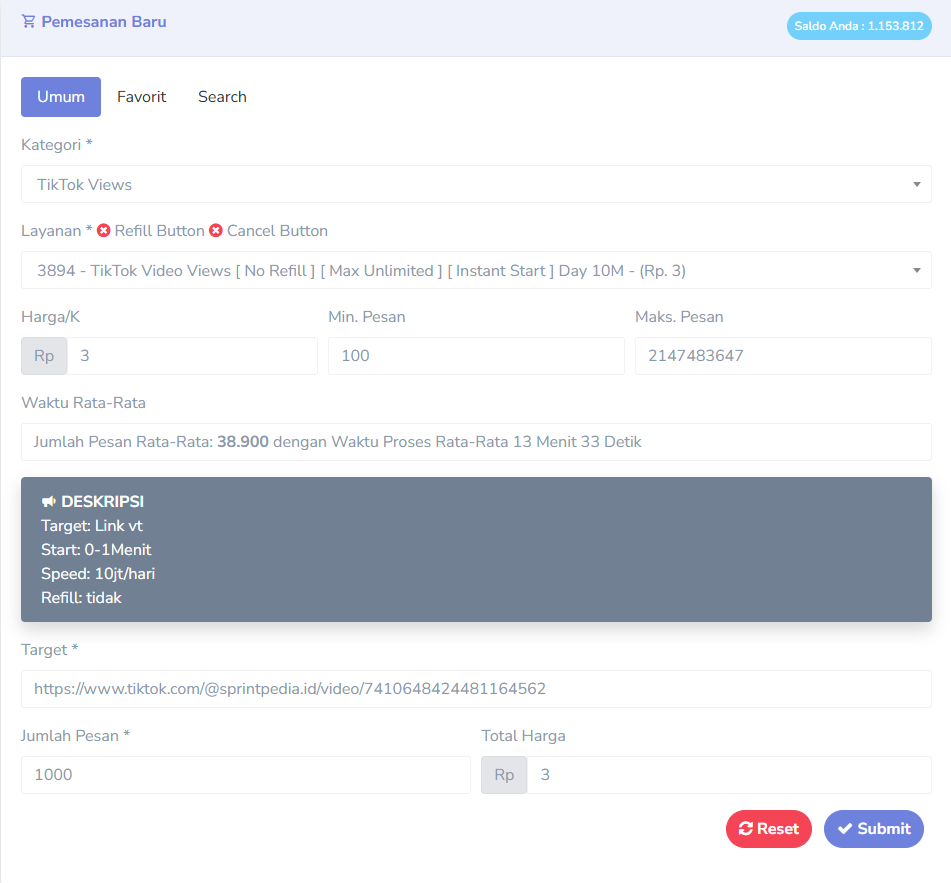 Pemesanan Baru
Saldo Anda : 1.153.812
Umum Favorit Search
Kategori *
TikTok Views
Layanan * Refill Button Cancel Button
3894 - TikTok Video Views [ No Refill ] [ Max Unlimited ] [ Instant Start ] Day 10M - (Rp. 3)
Harga/K Min. Pesan Maks. Pesan
Rp 3 100 2147483647
Waktu Rata-Rata
Jumlah Pesan Rata-Rata: 38.900 dengan Waktu Proses Rata-Rata 13 Menit 33 Detik
DESKRIPSI
Target: Link vt
Start: 0-1Menit
Speed: 10jt/hari
Refill: tidak
Target *
https://www.tiktok.com/@sprintpedia.id/video/7410648424481164562
Jumlah Pesan * Total Harga
1000 Rp 3
Reset Submit